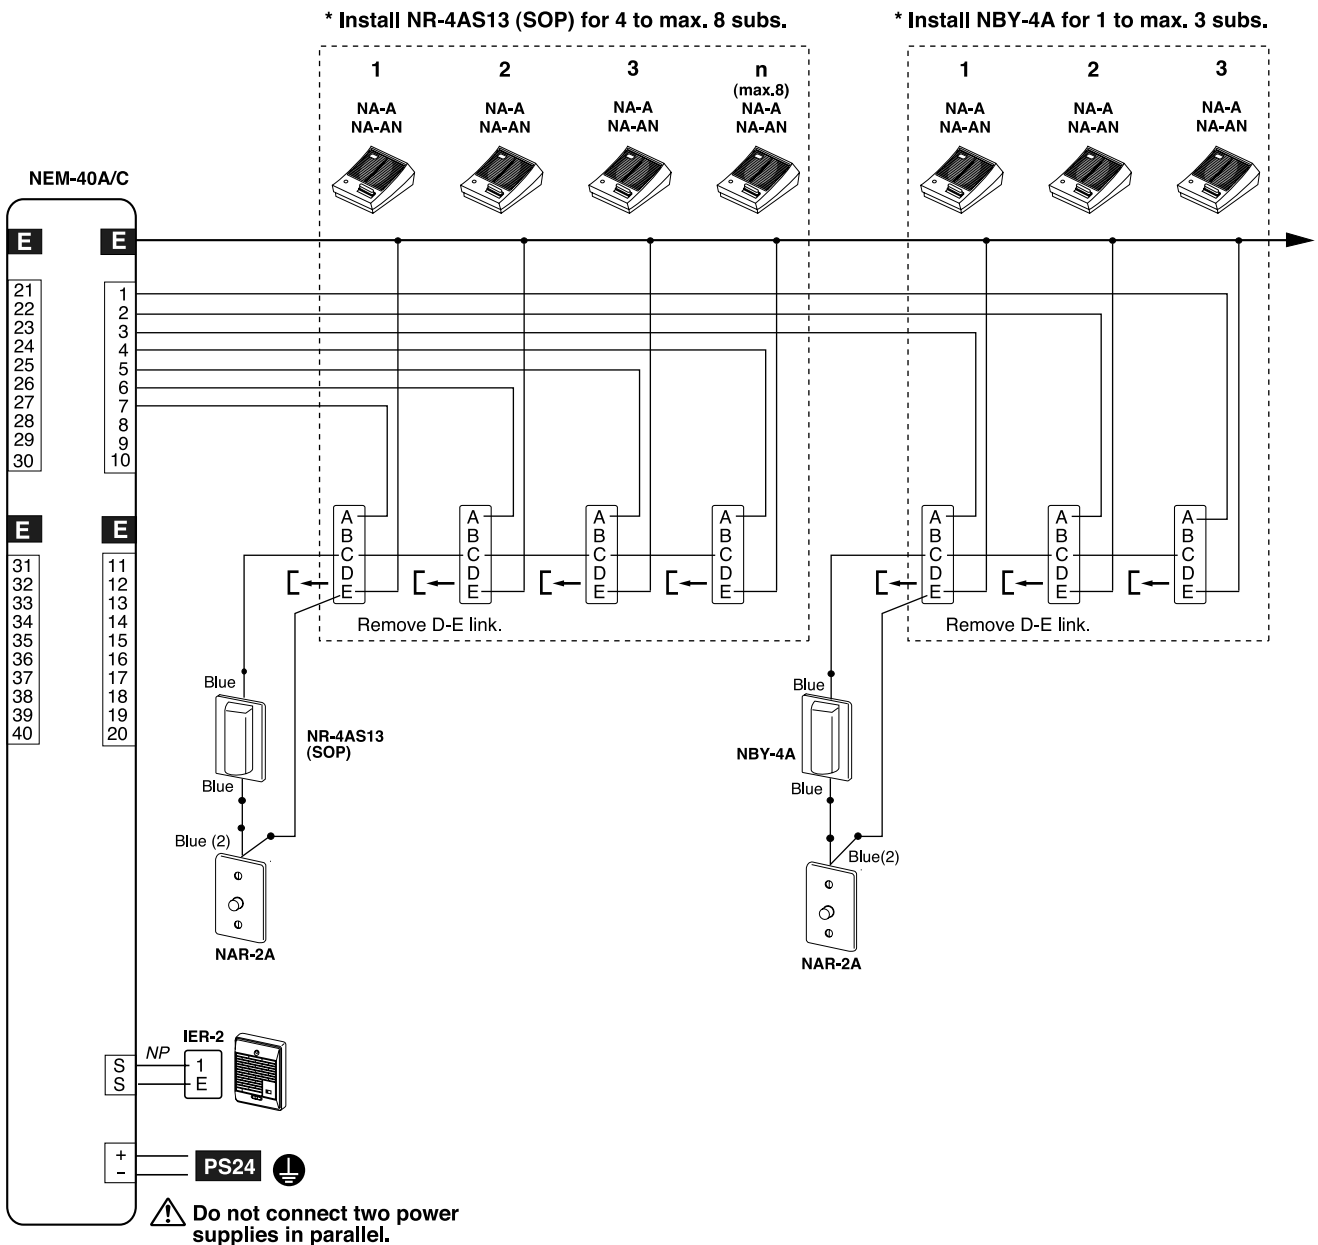 * Install NR-4AS13 (SOP) for 4 to max. 8 subs.
* Install NBY-4A for 1 to max. 3 subs.
1
2
3
n
(max.8)
1
2
3
NA-A
NA-AN
NA-A
NA-AN
NA-A
NA-AN
NA-A
NA-AN
NA-A
NA-AN
NA-A
NA-AN
NA-A
NA-AN
NEM-40A/C
E
E
21
22
23
24
25
26
27
28
29
30
1
2
3
4
5
6
7
8
9
10
E
E
31
32
33
34
35
36
37
38
39
40
11
12
13
14
15
16
17
18
19
20
A
B
C
D
E
A
B
C
D
E
A
B
C
D
E
A
B
C
D
E
Remove D-E link.
A
B
C
D
E
A
B
C
D
E
A
B
C
D
E
Remove D-E link.
Blue
NR-4AS13
(SOP)
Blue
Blue (2)
NAR-2A
Blue
NBY-4A
Blue
Blue(2)
NAR-2A
IER-2
S
S
NP
1
E
+
–
PS24
Do not connect two power
supplies in parallel.